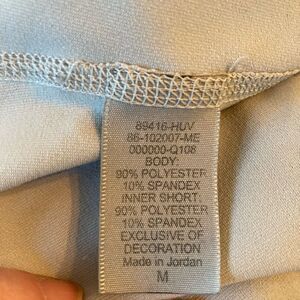 89416-HUV
86-102007-ME
000000-Q108
BODY:
90% POLYESTER
10% SPANDEX
INNER SHORT:
90% POLYESTER
10% SPANDEX
EXCLUSIVE OF
DECORATION
Made in Jordan
M